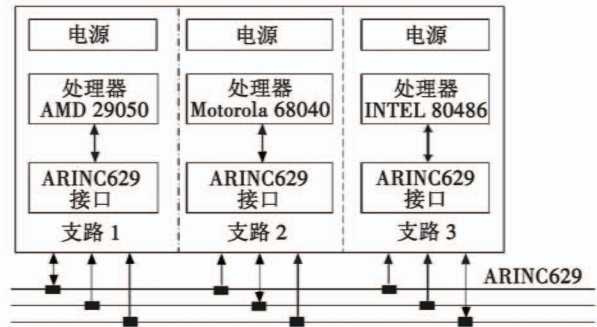 电源
电源
电源
处理器
AMD 29050
处理器
Motorola 68040
处理器
INTEL 80486
ARINC629
接口
ARINC629
接口
ARINC629
接口
支路 1
支路 2
支路 3
ARINC629